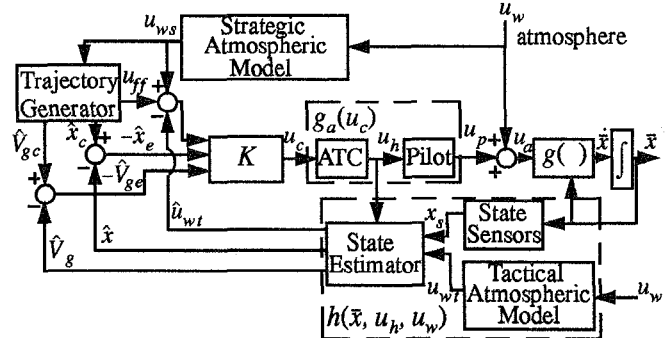 u_w
atmosphere
u_ws
Strategic
Atmospheric
Model
Trajectory
Generator
u_ff
+
−
V̂_gc
x̂_c
+
−
−x̂_e
−V̂_ge
+
−
K
u_c
g_a(u_c)
ATC
u_h
Pilot
u_p
+
+
u_a
g( )
ẋ̄
∫
x̄
û_wt
x̂
V̂_g
State
Estimator
x_s
State
Sensors
u_wt
Tactical
Atmospheric
Model
u_w
h(x̄, u_h, u_w)